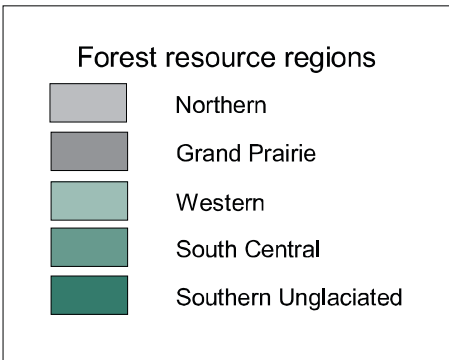 Forest resource regions
Northern
Grand Prairie
Western
South Central
Southern Unglaciated